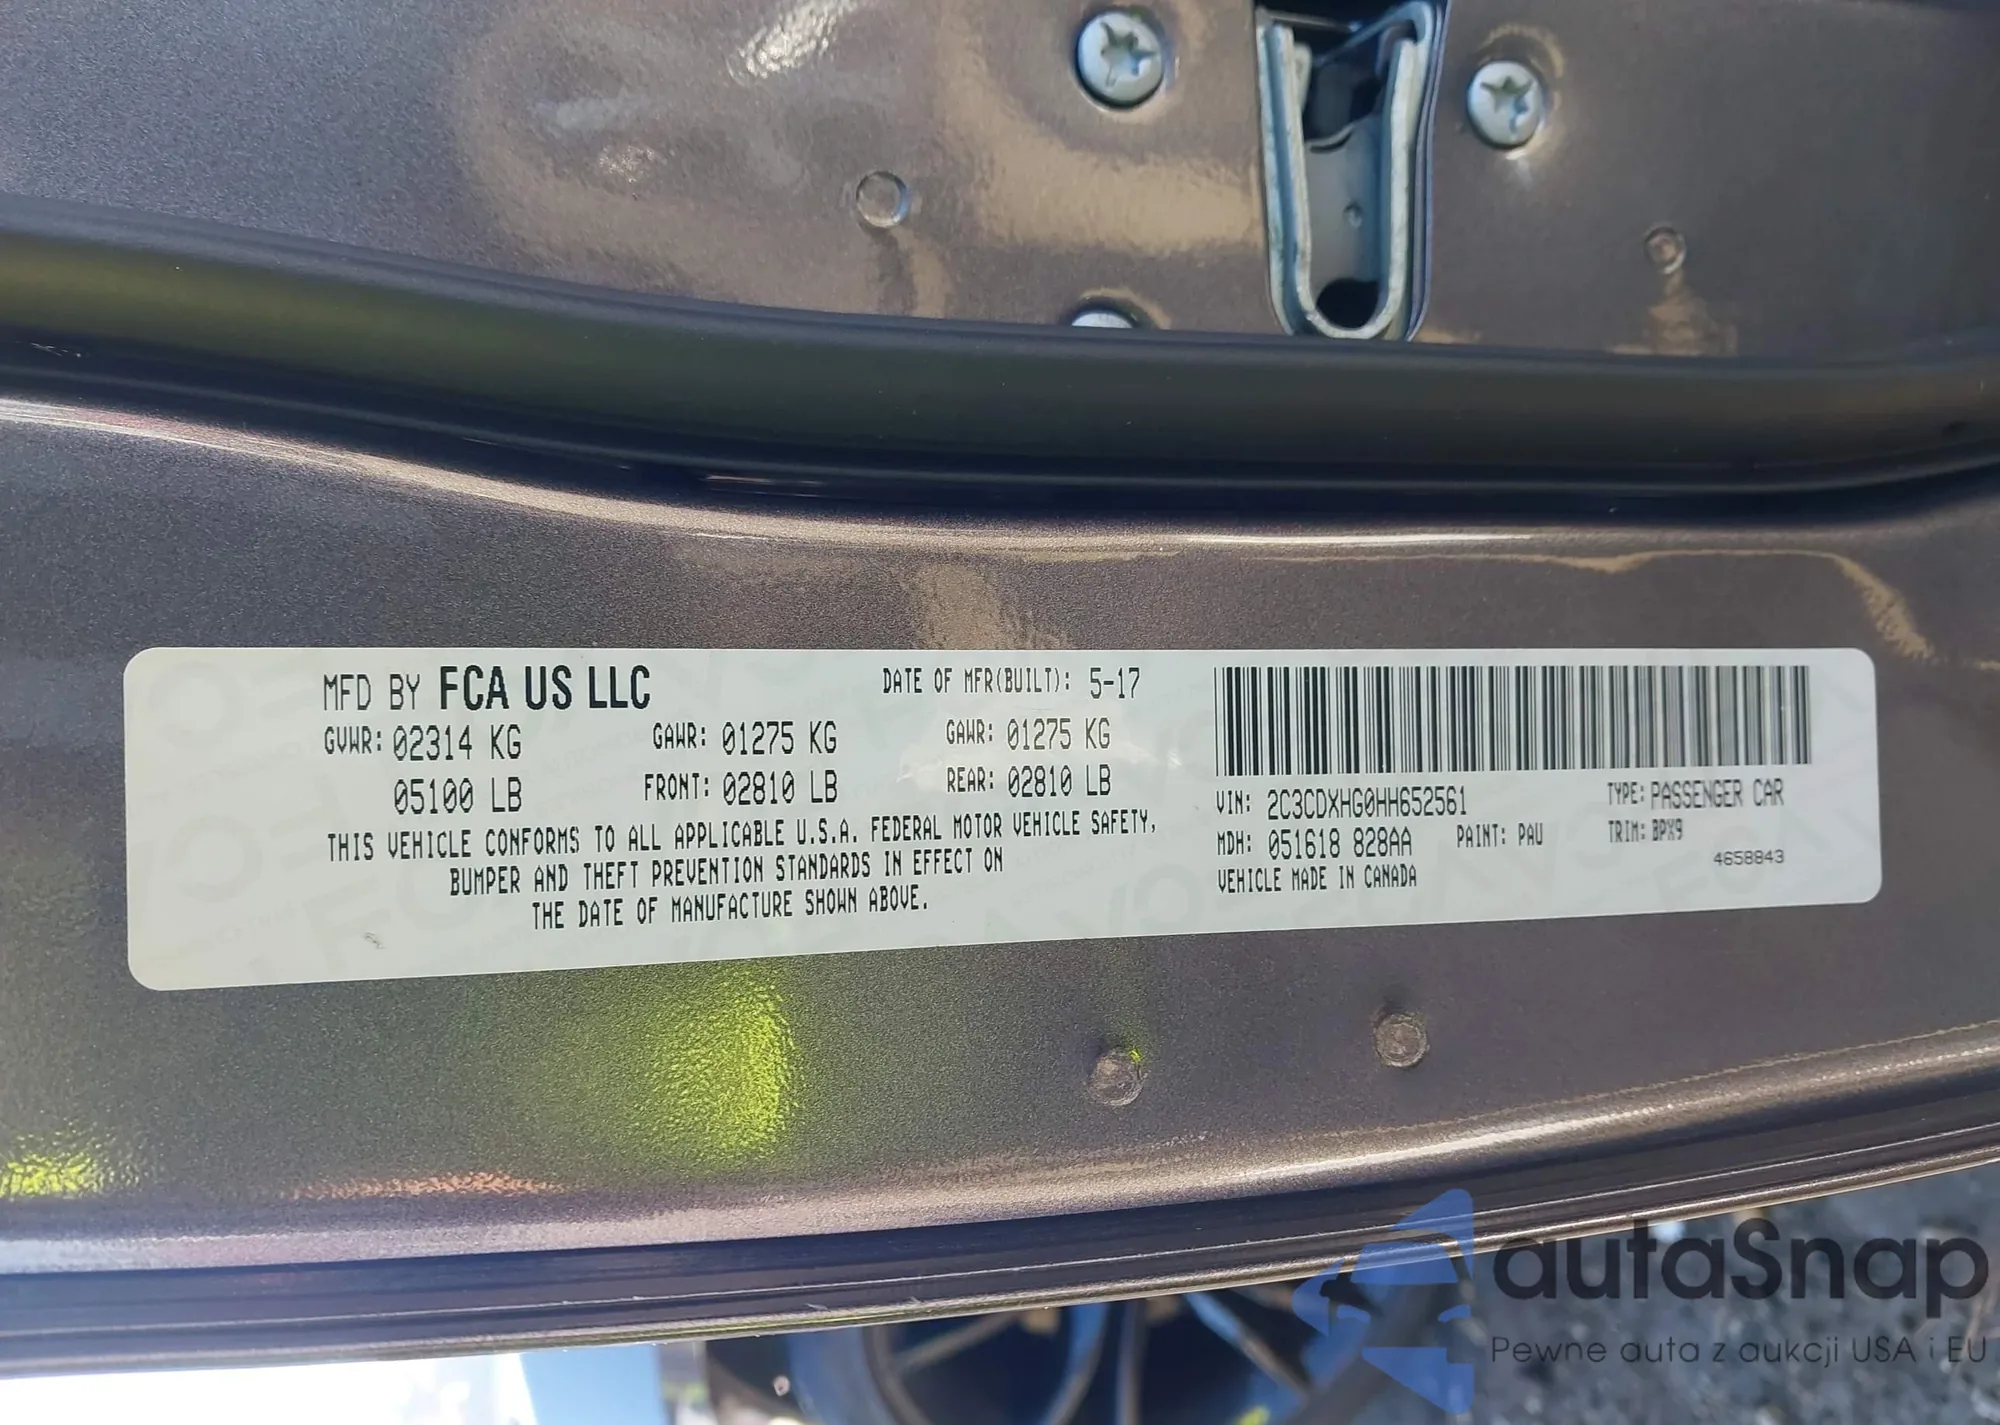 MFD BY FCA US LLC DATE OF MFR(BUILT): 5-17
GVWR: 02314 KG GAWR: 01275 KG GAWR: 01275 KG
05100 LB FRONT: 02810 LB REAR: 02810 LB
THIS VEHICLE CONFORMS TO ALL APPLICABLE U.S.A. FEDERAL MOTOR VEHICLE SAFETY,
BUMPER AND THEFT PREVENTION STANDARDS IN EFFECT ON
THE DATE OF MANUFACTURE SHOWN ABOVE.
VIN: 2C3CDXHG0HH652561 TYPE: PASSENGER CAR
MDH: 051618 828AA PAINT: PAU TRIM: BPX9
VEHICLE MADE IN CANADA 4658843
autaSnap
Pewne auta z aukcji USA i EU